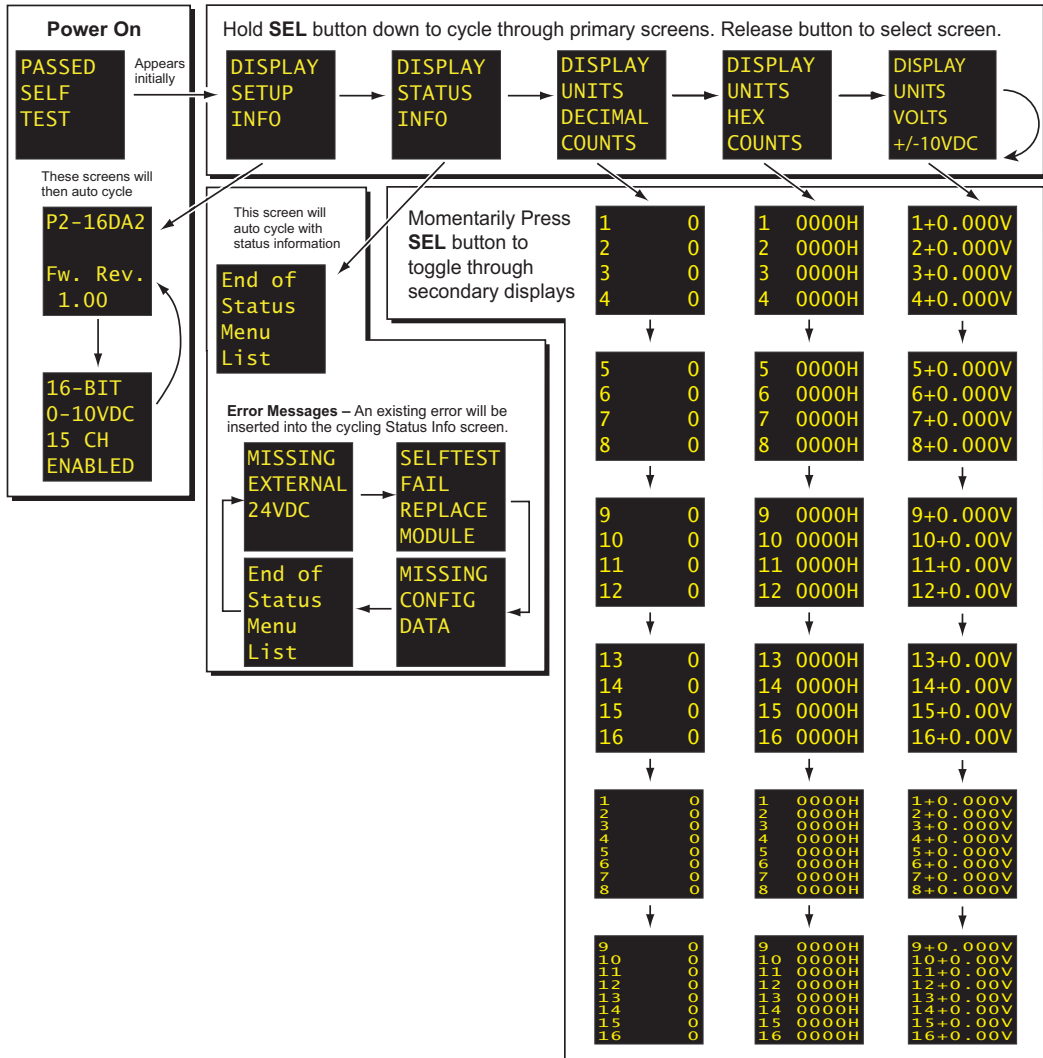 Power On
PASSED
SELF
TEST
Appears
initially
These screens will
then auto cycle
P2-16DA2
Fw. Rev.
1.00
16-BIT
0-10VDC
15 CH
ENABLED
Hold SEL button down to cycle through primary screens. Release button to select screen.
DISPLAY
SETUP
INFO
DISPLAY
STATUS
INFO
DISPLAY
UNITS
DECIMAL
COUNTS
DISPLAY
UNITS
HEX
COUNTS
DISPLAY
UNITS
VOLTS
+/-10VDC
This screen will
auto cycle with
status information
End of
Status
Menu
List
Error Messages – An existing error will be
inserted into the cycling Status Info screen.
MISSING
EXTERNAL
24VDC
SELFTEST
FAIL
REPLACE
MODULE
MISSING
CONFIG
DATA
End of
Status
Menu
List
Momentarily Press
SEL button to
toggle through
secondary displays
1 0
2 0
3 0
4 0
5 0
6 0
7 0
8 0
9 0
10 0
11 0
12 0
13 0
14 0
15 0
16 0
1 0
2 0
3 0
4 0
5 0
6 0
7 0
8 0
9 0
10 0
11 0
12 0
13 0
14 0
15 0
16 0
1 0000H
2 0000H
3 0000H
4 0000H
5 0000H
6 0000H
7 0000H
8 0000H
9 0000H
10 0000H
11 0000H
12 0000H
13 0000H
14 0000H
15 0000H
16 0000H
1 0000H
2 0000H
3 0000H
4 0000H
5 0000H
6 0000H
7 0000H
8 0000H
9 0000H
10 0000H
11 0000H
12 0000H
13 0000H
14 0000H
15 0000H
16 0000H
1+0.000V
2+0.000V
3+0.000V
4+0.000V
5+0.000V
6+0.000V
7+0.000V
8+0.000V
9+0.000V
10+0.00V
11+0.00V
12+0.00V
13+0.00V
14+0.00V
15+0.00V
16+0.00V
1+0.000V
2+0.000V
3+0.000V
4+0.000V
5+0.000V
6+0.000V
7+0.000V
8+0.000V
9+0.000V
10+0.00V
11+0.00V
12+0.00V
13+0.00V
14+0.00V
15+0.00V
16+0.00V